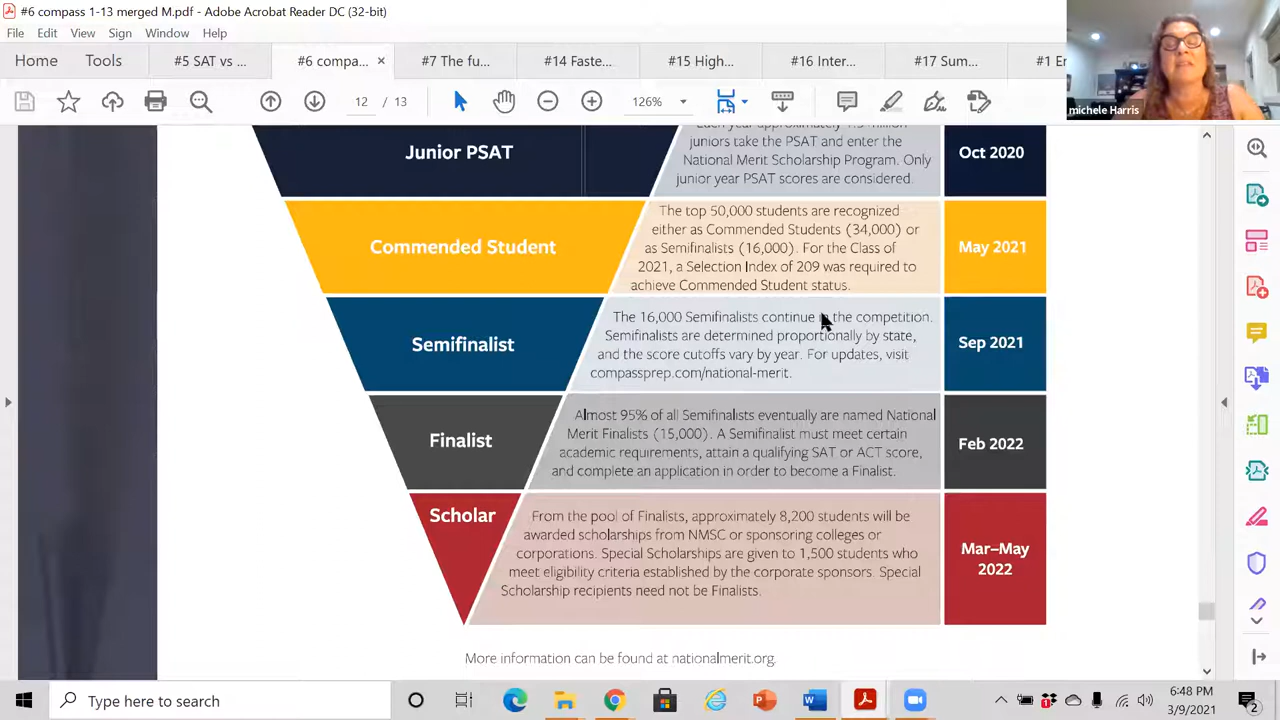 #6 compass 1-13 merged M.pdf - Adobe Acrobat Reader DC (32-bit)
File Edit View Sign Window Help
Home Tools #5 SAT vs ... #6 compa... × #7 The fu... #14 Faste... #15 High... #16 Inter... #17 Sum... #1 E
12 / 13 126%
michele Harris
Junior PSAT
Each year approximately 1.5 million
juniors take the PSAT and enter the
National Merit Scholarship Program. Only
junior year PSAT scores are considered.
Oct 2020
Commended Student
The top 50,000 students are recognized
either as Commended Students (34,000) or
as Semifinalists (16,000). For the Class of
2021, a Selection Index of 209 was required to
achieve Commended Student status.
May 2021
Semifinalist
The 16,000 Semifinalists continue the competition.
Semifinalists are determined proportionally by state,
and the score cutoffs vary by year. For updates, visit
compassprep.com/national-merit.
Sep 2021
Finalist
Almost 95% of all Semifinalists eventually are named National
Merit Finalists (15,000). A Semifinalist must meet certain
academic requirements, attain a qualifying SAT or ACT score,
and complete an application in order to become a Finalist.
Feb 2022
Scholar
From the pool of Finalists, approximately 8,200 students will be
awarded scholarships from NMSC or sponsoring colleges or
corporations. Special Scholarships are given to 1,500 students who
meet eligibility criteria established by the corporate sponsors. Special
Scholarship recipients need not be Finalists.
Mar–May
2022
More information can be found at nationalmerit.org.
Type here to search
6:48 PM
3/9/2021
2